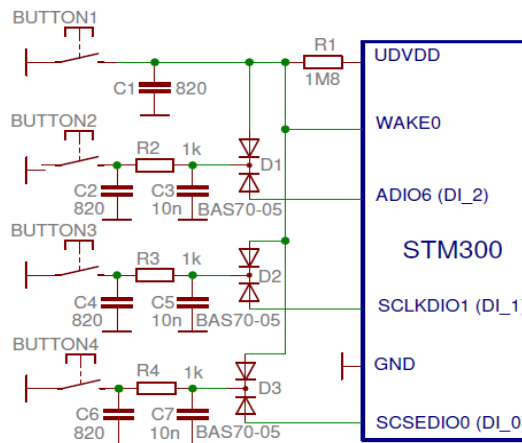 BUTTON1
R1
UDVDD
1M8
C1
820
BUTTON2
WAKE0
R2
1k
D1
C2
C3
820
10n
BAS70-05
ADIO6 (DI_2)
BUTTON3
STM300
R3
1k
D2
C4
C5
820
10n
BAS70-05
SCLKDIO1 (DI_1)
BUTTON4
GND
R4
1k
D3
C6
C7
820
10n
BAS70-05
SCSEDIO0 (DI_0